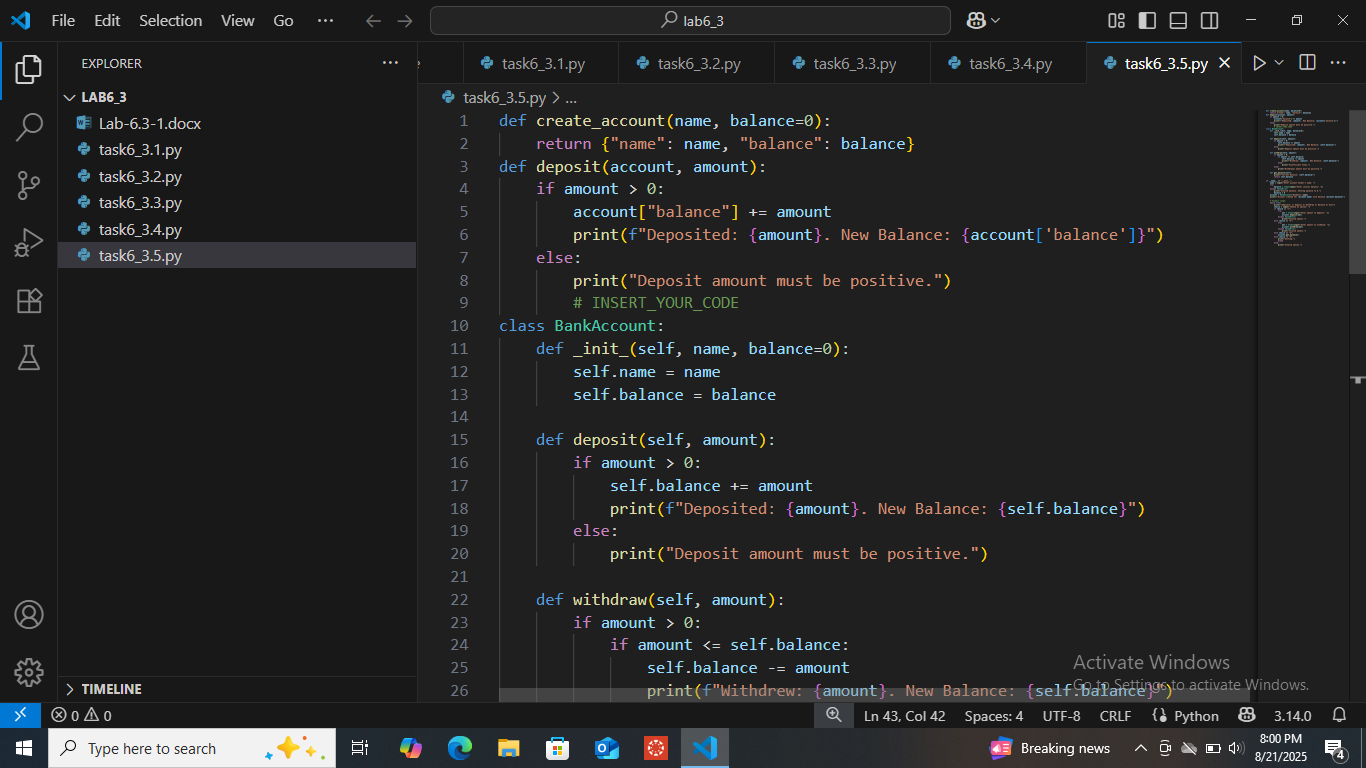 File Edit Selection View Go ··· lab6_3
EXPLORER ···
task6_3.1.py task6_3.2.py task6_3.3.py task6_3.4.py task6_3.5.py
LAB6_3
Lab-6.3-1.docx
task6_3.1.py
task6_3.2.py
task6_3.3.py
task6_3.4.py
task6_3.5.py
TIMELINE
task6_3.5.py > ...
1 def create_account(name, balance=0):
2     return {"name": name, "balance": balance}
3 def deposit(account, amount):
4     if amount > 0:
5         account["balance"] += amount
6         print(f"Deposited: {amount}. New Balance: {account['balance']}")
7     else:
8         print("Deposit amount must be positive.")
9         # INSERT_YOUR_CODE
10 class BankAccount:
11     def _init_(self, name, balance=0):
12         self.name = name
13         self.balance = balance
14
15     def deposit(self, amount):
16         if amount > 0:
17             self.balance += amount
18             print(f"Deposited: {amount}. New Balance: {self.balance}")
19         else:
20             print("Deposit amount must be positive.")
21
22     def withdraw(self, amount):
23         if amount > 0:
24             if amount <= self.balance:
25                 self.balance -= amount
26                 print(f"Withdrew: {amount}. New Balance: {self.balance}")
Activate Windows
Go to Settings to activate Windows.
0 0 Ln 43, Col 42 Spaces: 4 UTF-8 CRLF Python 3.14.0
Type here to search
Breaking news
8:00 PM
8/21/2025
4